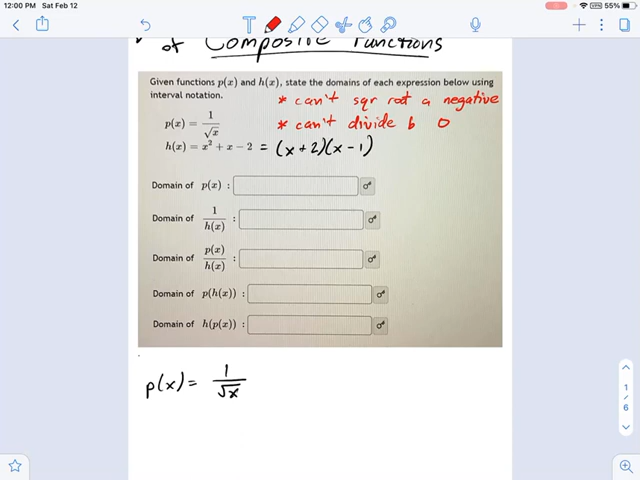 12:00 PM Sat Feb 12
55%
of Composite Functions
Given functions p(x) and h(x), state the domains of each expression below using
interval notation.
* can't sqr root a negative
p(x) = 1/√x
* can't divide b 0
h(x) = x² + x − 2 = (x+2)(x-1)
Domain of p(x) :
Domain of 1/h(x) :
Domain of p(x)/h(x) :
Domain of p(h(x)) :
Domain of h(p(x)) :
p(x) = 1/√x
1
/
6